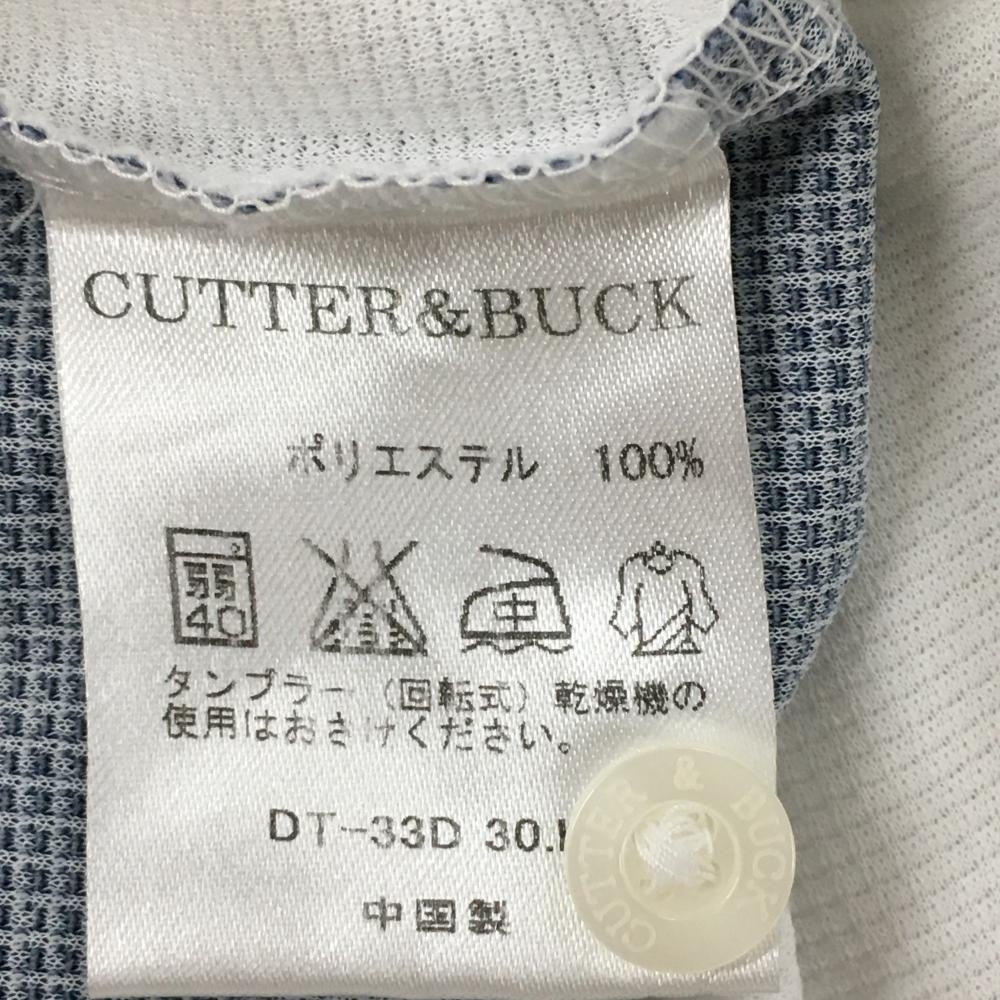 CUTTER&BUCK
ポリエステル 100%
弱
40
中
タンブラー（回転式）乾燥機の
使用はおさけください。
DT-33D 30.
中国製
CUTTER & BUCK